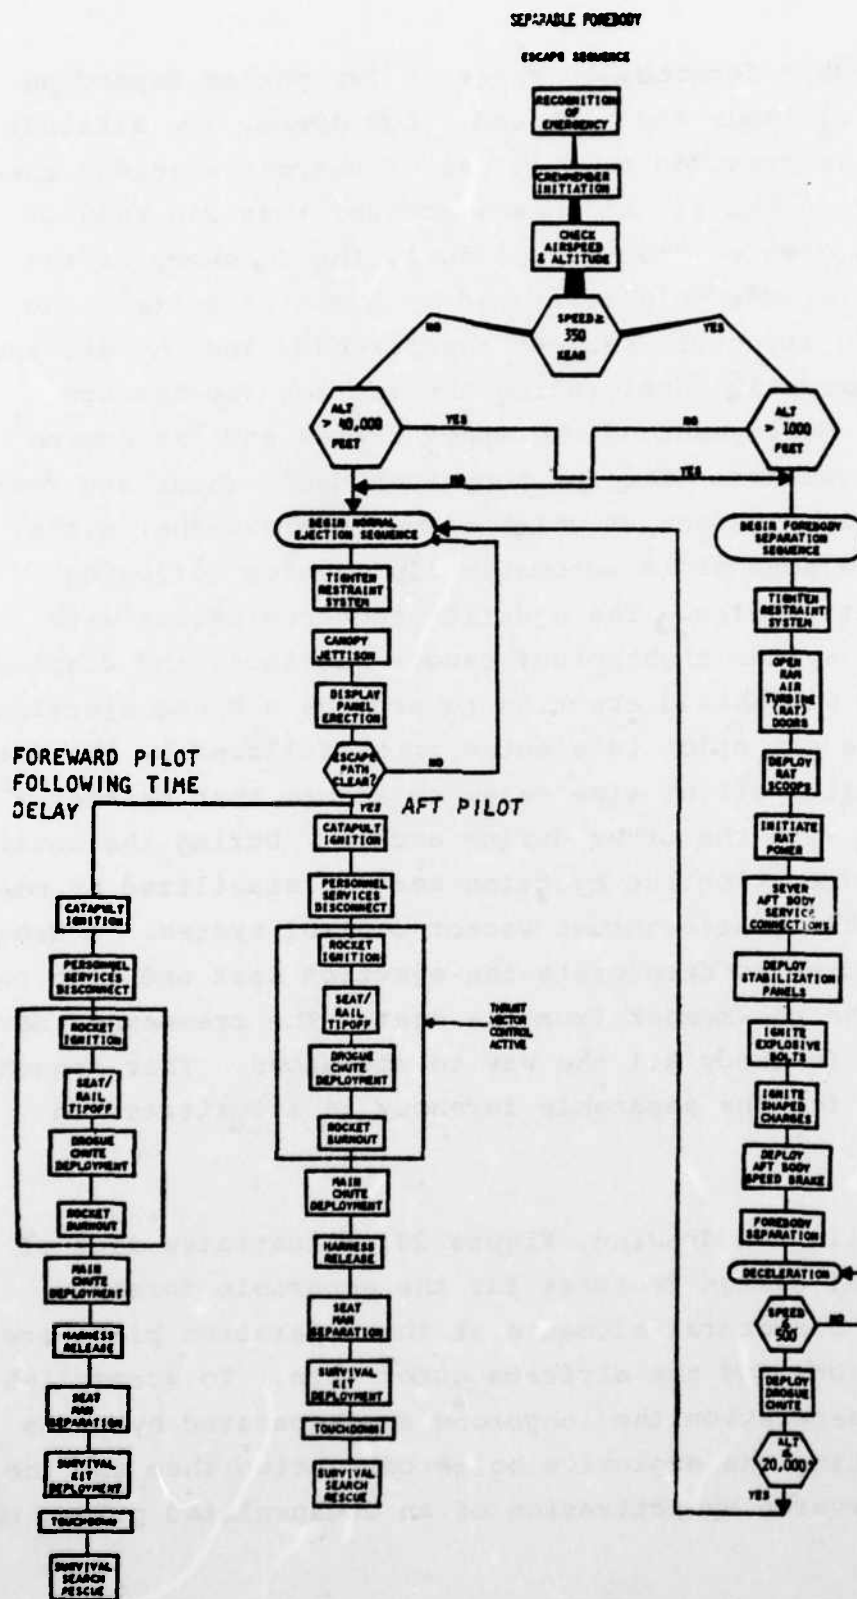 SEPARABLE FOREBODY
ESCAPE SEQUENCE
RECOGNITION
OF
EMERGENCY
CREWMEMBER
INITIATION
CHECK
AIRSPEED
& ALTITUDE
SPEED ≥
350
KEAS
NO
YES
ALT
> 40,000
FEET
YES
NO
ALT
> 1000
FEET
NO
YES
BEGIN NORMAL
EJECTION SEQUENCE
BEGIN FOREBODY
SEPARATION
SEQUENCE
TIGHTEN
RESTRAINT
SYSTEM
CANOPY
JETTISON
DISPLAY
PANEL
ERECTION
ESCAPE
PATH
CLEAR?
NO
YES
FOREWARD PILOT
FOLLOWING TIME
DELAY
AFT PILOT
CATAPULT
IGNITION
PERSONNEL
SERVICES
DISCONNECT
ROCKET
IGNITION
SEAT/
RAIL
TIPOFF
DROGUE
CHUTE
DEPLOYMENT
ROCKET
BURNOUT
MAIN
CHUTE
DEPLOYMENT
HARNESS
RELEASE
SEAT
MAN
SEPARATION
SURVIVAL
KIT
DEPLOYMENT
TOUCHDOWN
SURVIVAL
SEARCH
RESCUE
CATAPULT
IGNITION
PERSONNEL
SERVICES
DISCONNECT
ROCKET
IGNITION
SEAT/
RAIL
TIPOFF
DROGUE
CHUTE
DEPLOYMENT
ROCKET
BURNOUT
THRUST
VECTOR
CONTROL
ACTIVE
MAIN
CHUTE
DEPLOYMENT
HARNESS
RELEASE
SEAT
MAN
SEPARATION
SURVIVAL
KIT
DEPLOYMENT
TOUCHDOWN
SURVIVAL
SEARCH
RESCUE
TIGHTEN
RESTRAINT
SYSTEM
OPEN
RAM
AIR
TURBINE
(RAT)
DOORS
DEPLOY
RAT
SCOOPS
INITIATE
RAT
POWER
SEVER
AFT BODY
SERVICE
CONNECTIONS
DEPLOY
STABILIZATION
PANELS
IGNITE
EXPLOSIVE
BOLTS
IGNITE
SHAPED
CHARGES
DEPLOY
AFT BODY
SPEED BRAKE
FOREBODY
SEPARATION
DECELERATION
SPEED
≤
500
NO
DEPLOY
DROGUE
CHUTE
ALT
≤
20,000
YES